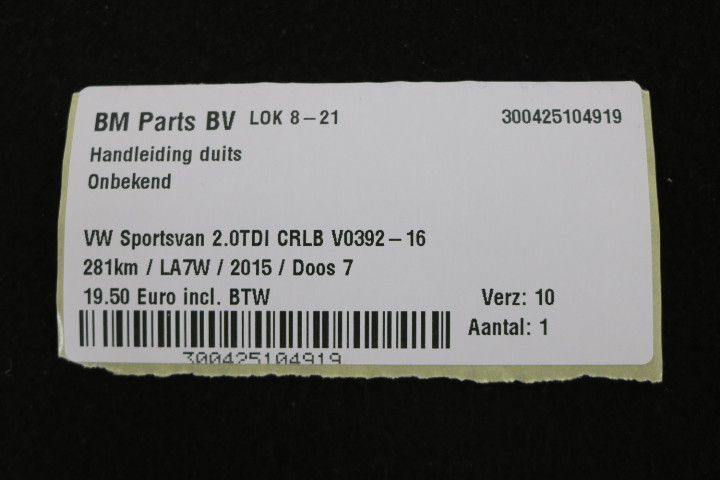 BM Parts BV LOK 8-21 300425104919
Handleiding duits
Onbekend
VW Sportsvan 2.0TDI CRLB V0392-16
281km / LA7W / 2015 / Doos 7
19.50 Euro incl. BTW Verz: 10
Aantal: 1
300425104919